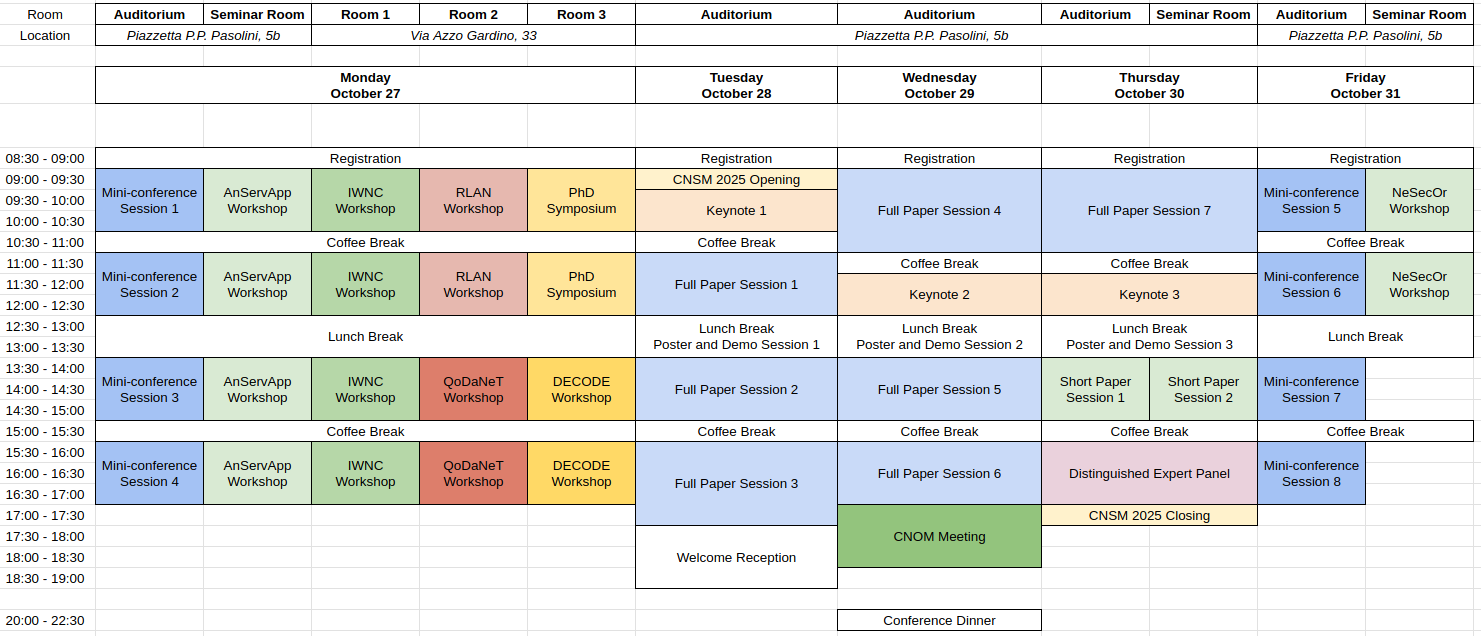 Room Auditorium Seminar Room Room 1 Room 2 Room 3 Auditorium Auditorium Auditorium Seminar Room Auditorium Seminar Room
Location Piazzetta P.P. Pasolini, 5b Via Azzo Gardino, 33 Piazzetta P.P. Pasolini, 5b Piazzetta P.P. Pasolini, 5b
Monday Tuesday Wednesday Thursday Friday
October 27 October 28 October 29 October 30 October 31
08:30 - 09:00 Registration Registration Registration Registration Registration
09:00 - 09:30 CNSM 2025 Opening
Mini-conference AnServApp IWNC RLAN PhD Mini-conference NeSecOr
09:30 - 10:00
Session 1 Workshop Workshop Workshop Symposium Keynote 1 Full Paper Session 4 Full Paper Session 7 Session 5 Workshop
10:00 - 10:30
10:30 - 11:00 Coffee Break Coffee Break Coffee Break
11:00 - 11:30 Coffee Break Coffee Break
Mini-conference AnServApp IWNC RLAN PhD Mini-conference NeSecOr
11:30 - 12:00 Full Paper Session 1
Session 2 Workshop Workshop Workshop Symposium Keynote 2 Keynote 3 Session 6 Workshop
12:00 - 12:30
12:30 - 13:00 Lunch Break Lunch Break Lunch Break Lunch Break Lunch Break
13:00 - 13:30 Poster and Demo Session 1 Poster and Demo Session 2 Poster and Demo Session 3
13:30 - 14:00
Mini-conference AnServApp IWNC QoDaNeT DECODE Short Paper Short Paper Mini-conference
14:00 - 14:30 Full Paper Session 2 Full Paper Session 5
Session 3 Workshop Workshop Workshop Workshop Session 1 Session 2 Session 7
14:30 - 15:00
15:00 - 15:30 Coffee Break Coffee Break Coffee Break Coffee Break Coffee Break
15:30 - 16:00
Mini-conference AnServApp IWNC QoDaNeT DECODE Mini-conference
16:00 - 16:30 Full Paper Session 3 Full Paper Session 6 Distinguished Expert Panel
Session 4 Workshop Workshop Workshop Workshop Session 8
16:30 - 17:00
17:00 - 17:30 CNSM 2025 Closing
17:30 - 18:00 CNOM Meeting
18:00 - 18:30 Welcome Reception
18:30 - 19:00
20:00 - 22:30 Conference Dinner